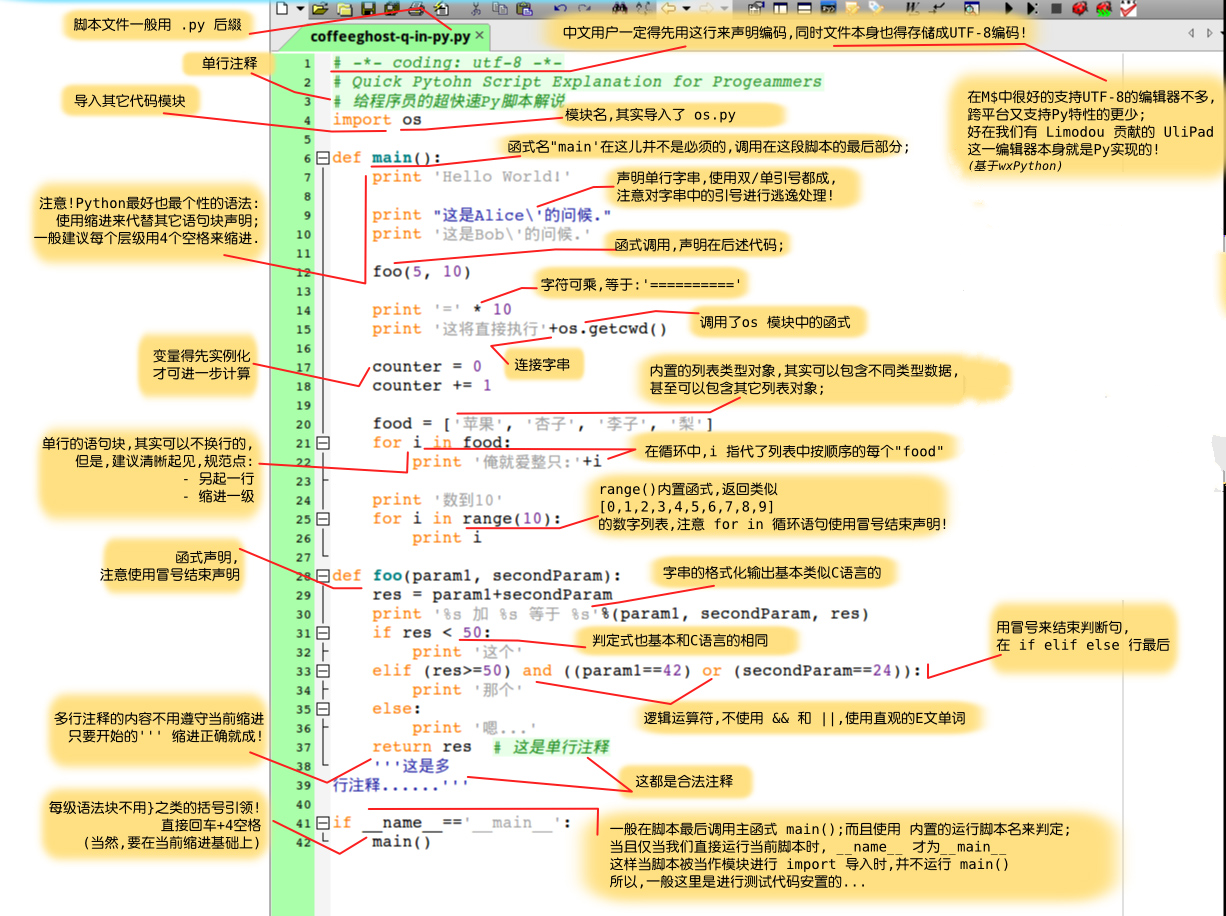 脚本文件一般用 .py 后缀
coffeeghost-q-in-py.py
中文用户一定得先用这行来声明编码,同时文件本身也得存储成UTF-8编码!
单行注释
导入其它代码模块
1 # -*- coding: utf-8 -*-
2 # Quick Pytohn Script Explanation for Progeammers
3 # 给程序员的超快速Py脚本解说
4 import os
模块名,其实导入了 os.py
在M$中很好的支持UTF-8的编辑器不多,
跨平台又支持Py特性的更少;
好在我们有 Limodou 贡献的 UliPad
这一编辑器本身就是Py实现的!
(基于wxPython)
5
函式名"main'在这儿并不是必须的,调用在这段脚本的最后部分;
6 def main():
7 print 'Hello World!'
声明单行字串,使用双/单引号都成,
注意对字串中的引号进行逃逸处理!
8
注意!Python最好也最个性的语法:
使用缩进来代替其它语句块声明;
一般建议每个层级用4个空格来缩进.
9 print "这是Alice\'的问候."
10 print '这是Bob\'的问候.'
函式调用,声明在后述代码;
11
12 foo(5, 10)
字符可乘,等于:'=========='
13
14 print '=' * 10
15 print '这将直接执行'+os.getcwd()
调用了os 模块中的函式
16
连接字串
变量得先实例化
才可进一步计算
17 counter = 0
18 counter += 1
内置的列表类型对象,其实可以包含不同类型数据,
甚至可以包含其它列表对象;
19
20 food = ['苹果', '杏子', '李子', '梨']
21 for i in food:
22 print '俺就爱整只:'+i
在循环中,i 指代了列表中按顺序的每个"food"
单行的语句块,其实可以不换行的,
但是,建议清晰起见,规范点:
- 另起一行
- 缩进一级
23
24 print '数到10'
25 for i in range(10):
26 print i
range()内置函式,返回类似
[0,1,2,3,4,5,6,7,8,9]
的数字列表,注意 for in 循环语句使用冒号结束声明!
27
函式声明,
注意使用冒号结束声明
28 def foo(param1, secondParam):
字串的格式化输出基本类似C语言的
29 res = param1+secondParam
30 print '%s 加 %s 等于 %s'%(param1, secondParam, res)
31 if res < 50:
判定式也基本和C语言的相同
32 print '这个'
用冒号来结束判断句,
在 if elif else 行最后
33 elif (res>=50) and ((param1==42) or (secondParam==24)):
34 print '那个'
35 else:
逻辑运算符,不使用 && 和 ||,使用直观的E文单词
36 print '嗯...'
37 return res # 这是单行注释
多行注释的内容不用遵守当前缩进
只要开始的''' 缩进正确就成!
38 '''这是多
39 行注释......'''
这都是合法注释
40
每级语法块不用}之类的括号引领!
直接回车+4空格
(当然,要在当前缩进基础上)
41 if __name__=='__main__':
42 main()
一般在脚本最后调用主函式 main();而且使用 内置的运行脚本名来判定;
当且仅当我们直接运行当前脚本时, __name__ 才为__main__
这样当脚本被当作模块进行 import 导入时,并不运行 main()
所以,一般这里是进行测试代码安置的...